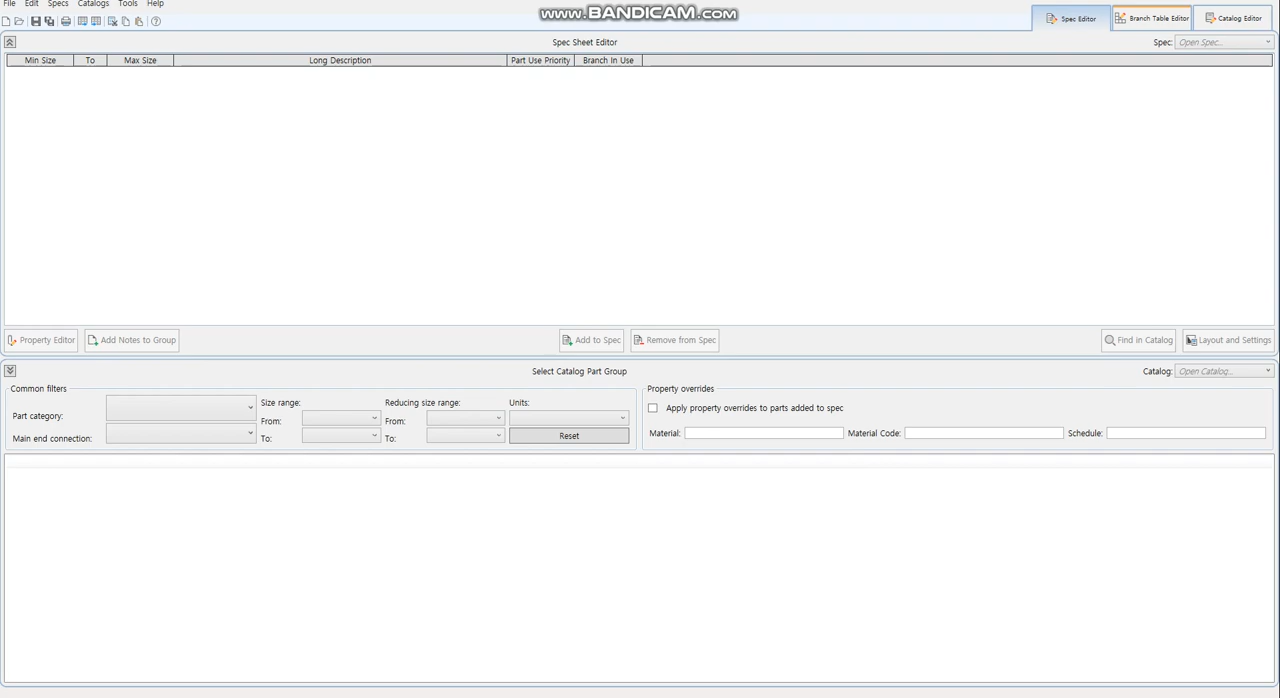 File Edit Specs Catalogs Tools Help
www.BANDICAM.com
Spec Editor Branch Table Editor Catalog Editor
Spec Sheet Editor Spec: Open Spec...
Min Size To Max Size Long Description Part Use Priority Branch In Use
Property Editor Add Notes to Group Add to Spec Remove from Spec Find in Catalog Layout and Settings
Select Catalog Part Group Catalog: Open Catalog...
Common filters Property overrides
Size range: Reducing size range: Units:
Part category: Apply property overrides to parts added to spec
From: From:
Main end connection: To: To: Reset Material: Material Code: Schedule: